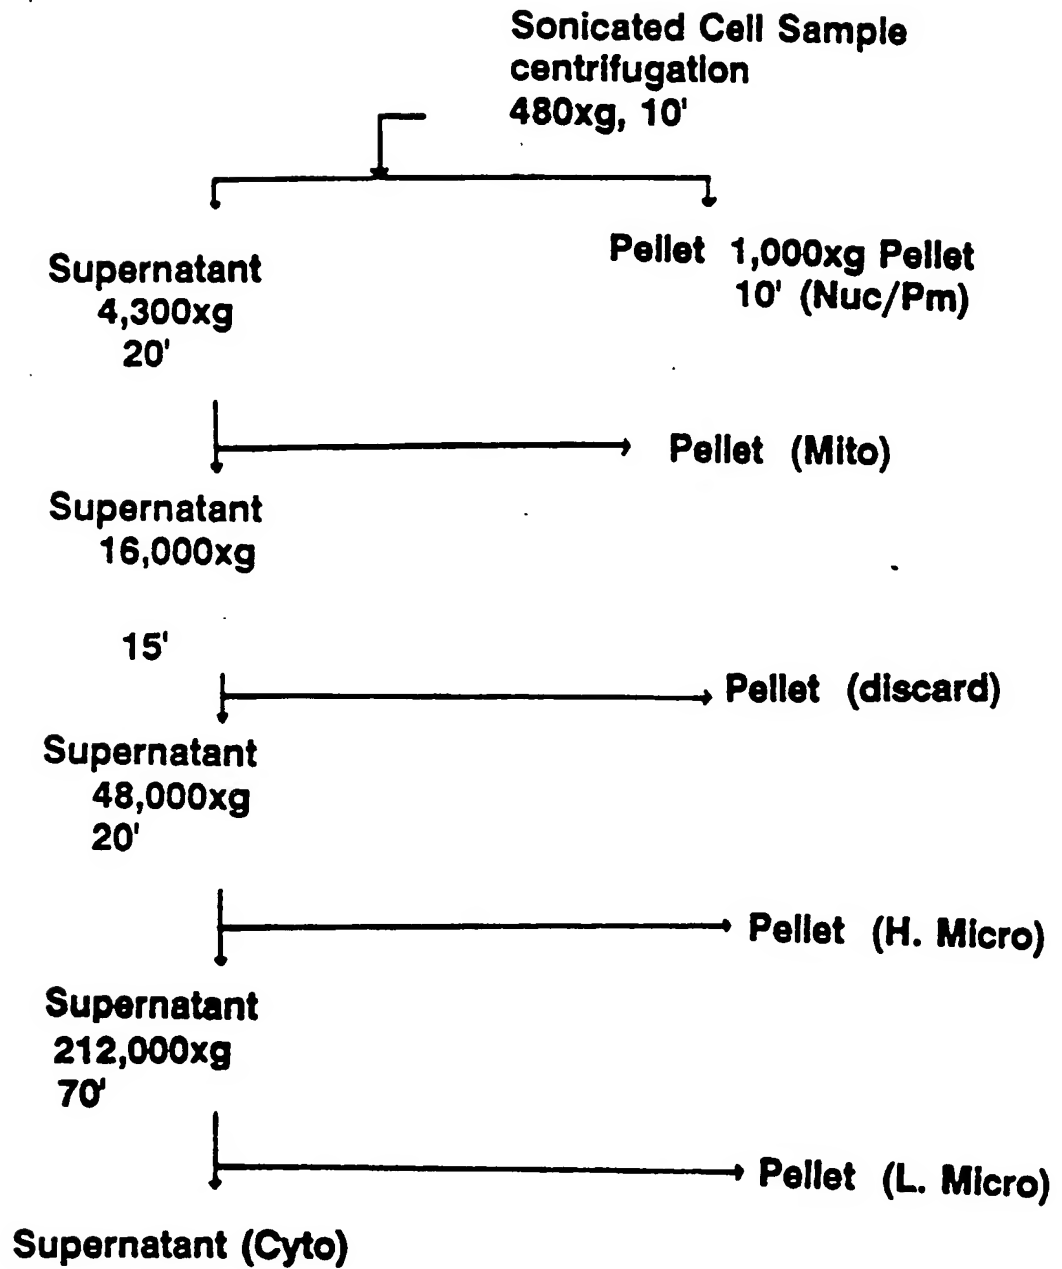 Sonicated Cell Sample
centrifugation
480xg, 10'
Supernatant
4,300xg
20'
Pellet 1,000xg Pellet
10' (Nuc/Pm)
Pellet (Mito)
Supernatant
16,000xg
15'
Pellet (discard)
Supernatant
48,000xg
20'
Pellet (H. Micro)
Supernatant
212,000xg
70'
Pellet (L. Micro)
Supernatant (Cyto)